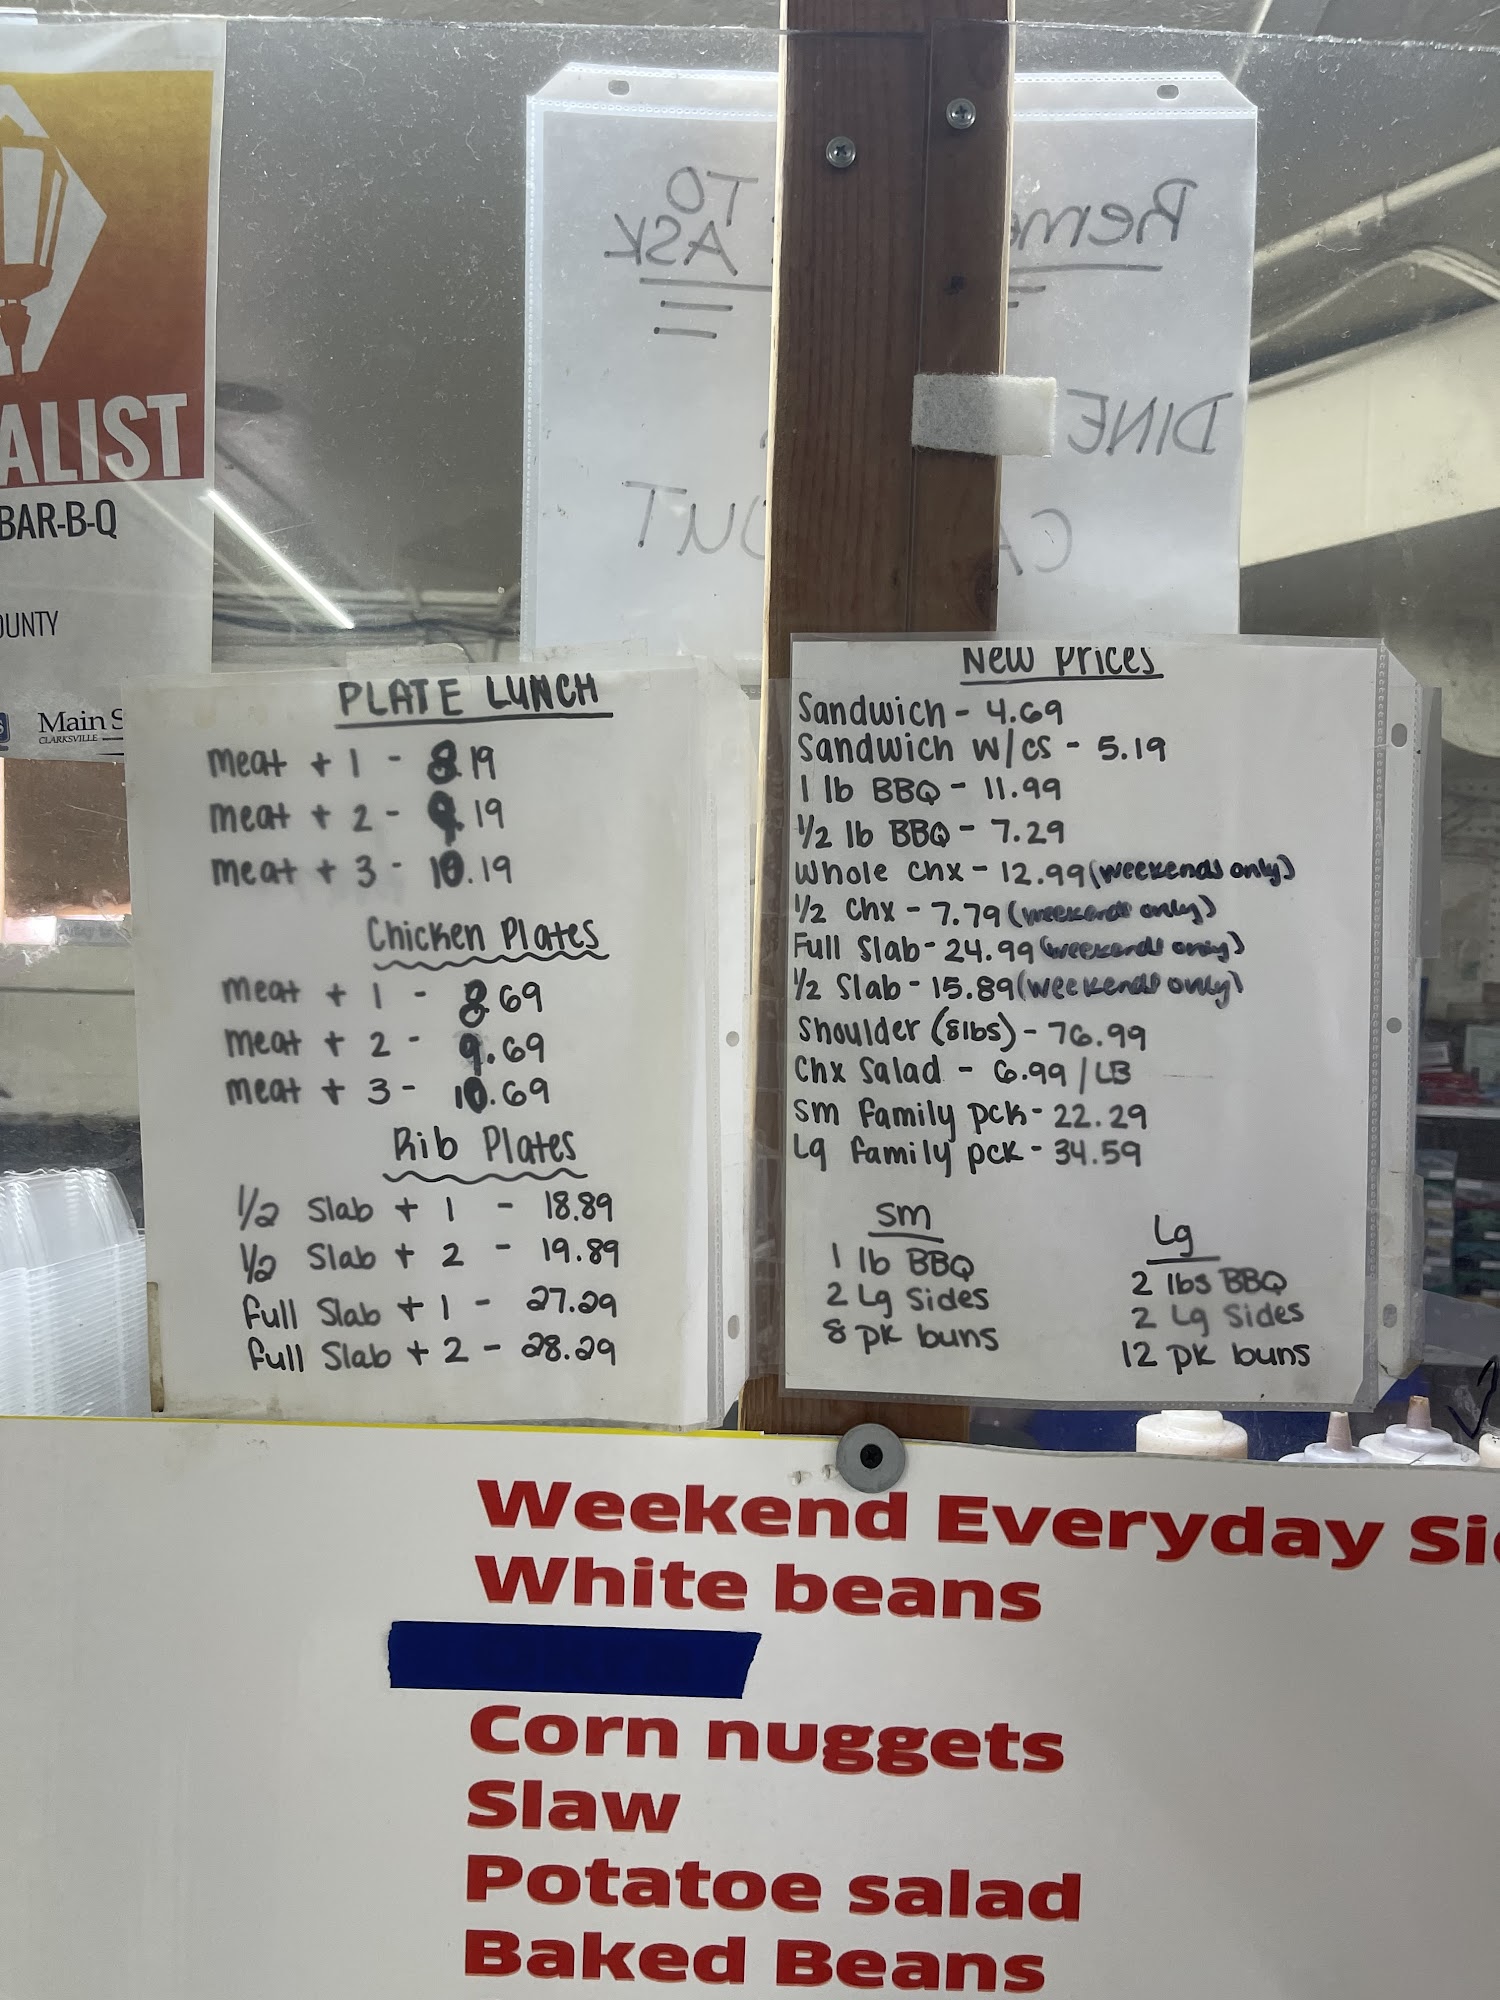 ALIST
BAR-B-Q
OUNTY
Main S
CLARKSVILLE
TO
ASK
Rem
DINE
OUT
CA
PLATE LUNCH
meat + 1 - 8.19
meat + 2 - 9.19
meat + 3 - 10.19
Chicken Plates
meat + 1 - 8.69
meat + 2 - 9.69
meat + 3 - 10.69
Rib Plates
1/2 Slab + 1 - 18.89
1/2 Slab + 2 - 19.89
full Slab + 1 - 27.29
full Slab + 2 - 28.29
New Prices
Sandwich - 4.69
Sandwich w/cs - 5.19
1 lb BBQ - 11.99
1/2 lb BBQ - 7.29
Whole Chx - 12.99 (weekends only)
1/2 Chx - 7.79 (weekends only)
Full Slab - 24.99 (weekends only)
1/2 Slab - 15.89 (weekends only)
Shoulder (8lbs) - 76.99
Chx Salad - 6.99 / LB
Sm Family pck - 22.29
Lg Family pck - 34.59
Sm
1 lb BBQ
2 Lg Sides
8 pk buns
Lg
2 lbs BBQ
2 Lg Sides
12 pk buns
Weekend Everyday Si
White beans
Corn nuggets
Slaw
Potatoe salad
Baked Beans